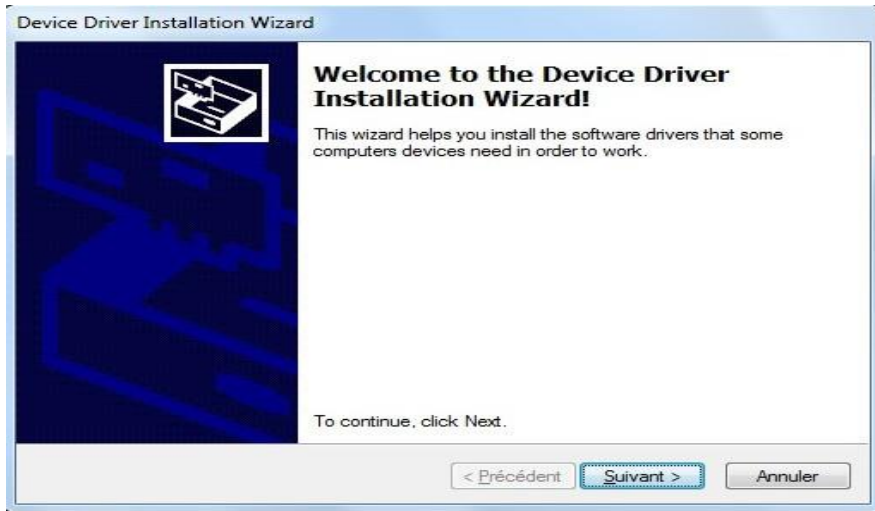 Device Driver Installation Wizard
Welcome to the Device Driver
Installation Wizard!
This wizard helps you install the software drivers that some
computers devices need in order to work.
To continue, click Next.
< Précédent Suivant > Annuler